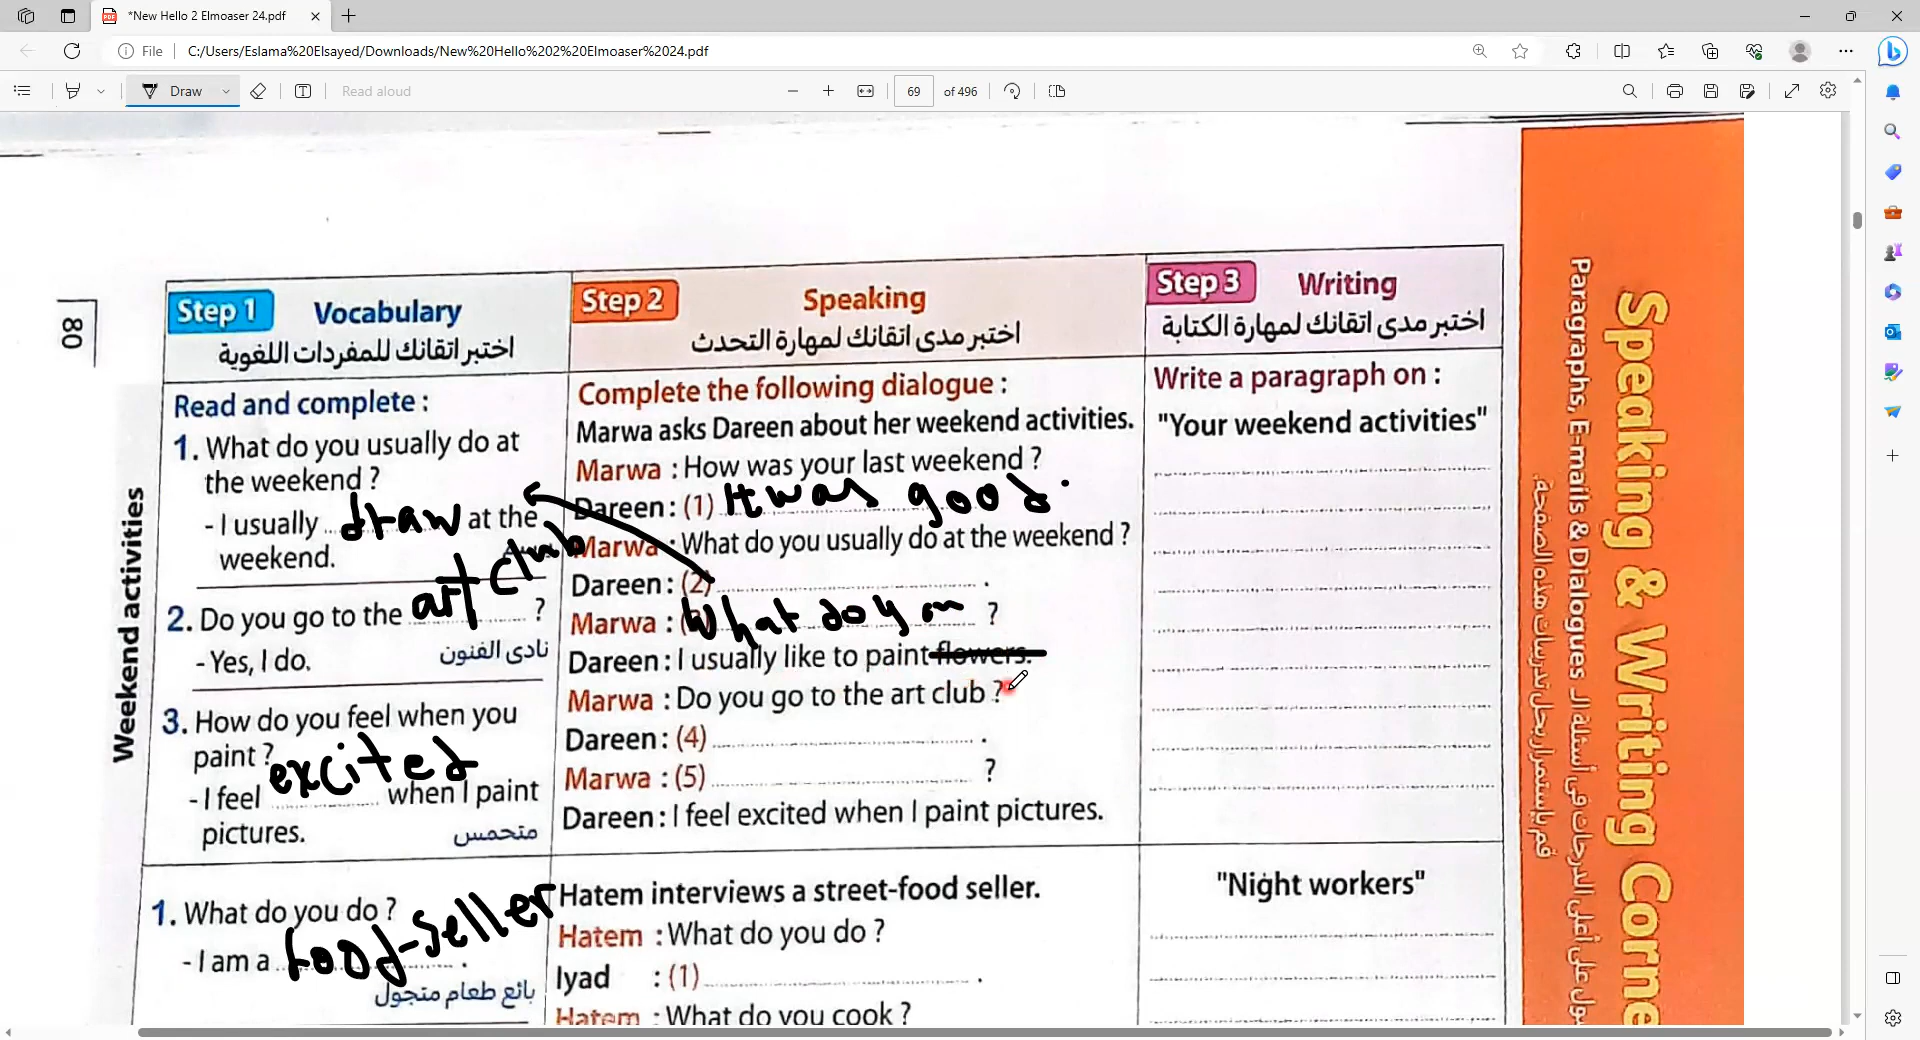 *New Hello 2 Elmoaser 24.pdf
File
C:/Users/Eslama%20Elsayed/Downloads/New%20Hello%202%20Elmoaser%2024.pdf
Draw
Read aloud
69
of 496
80
Weekend activities
Step 1 Vocabulary
اختبر اتقانك للمفردات اللغوية
Read and complete :
1. What do you usually do at
the weekend ?
- I usually draw at the
weekend.
2. Do you go to the art club ?
- Yes, I do.
نادى الفنون
3. How do you feel when you
paint ?
- I feel excited when I paint
pictures.
متحمس
1. What do you do ?
- I am a food-seller .
بائع طعام متجول
Step 2 Speaking
اختبر مدى اتقانك لمهارة التحدث
Complete the following dialogue :
Marwa asks Dareen about her weekend activities.
Marwa : How was your last weekend ?
Dareen : (1) It was good.
Marwa : What do you usually do at the weekend ?
Dareen : (2) .
Marwa : What do you ?
Dareen : I usually like to paint flowers.
Marwa : Do you go to the art club ?
Dareen : (4) .
Marwa : (5) ?
Dareen : I feel excited when I paint pictures.
Hatem interviews a street-food seller.
Hatem : What do you do ?
Iyad : (1) .
Hatem : What do you cook ?
Step 3 Writing
اختبر مدى اتقانك لمهارة الكتابة
Write a paragraph on :
"Your weekend activities"
"Night workers"
Speaking & Writing Corne
Paragraphs, E-mails & Dialogues
قم باستمرار بحل تدريبات هذه الصفحة